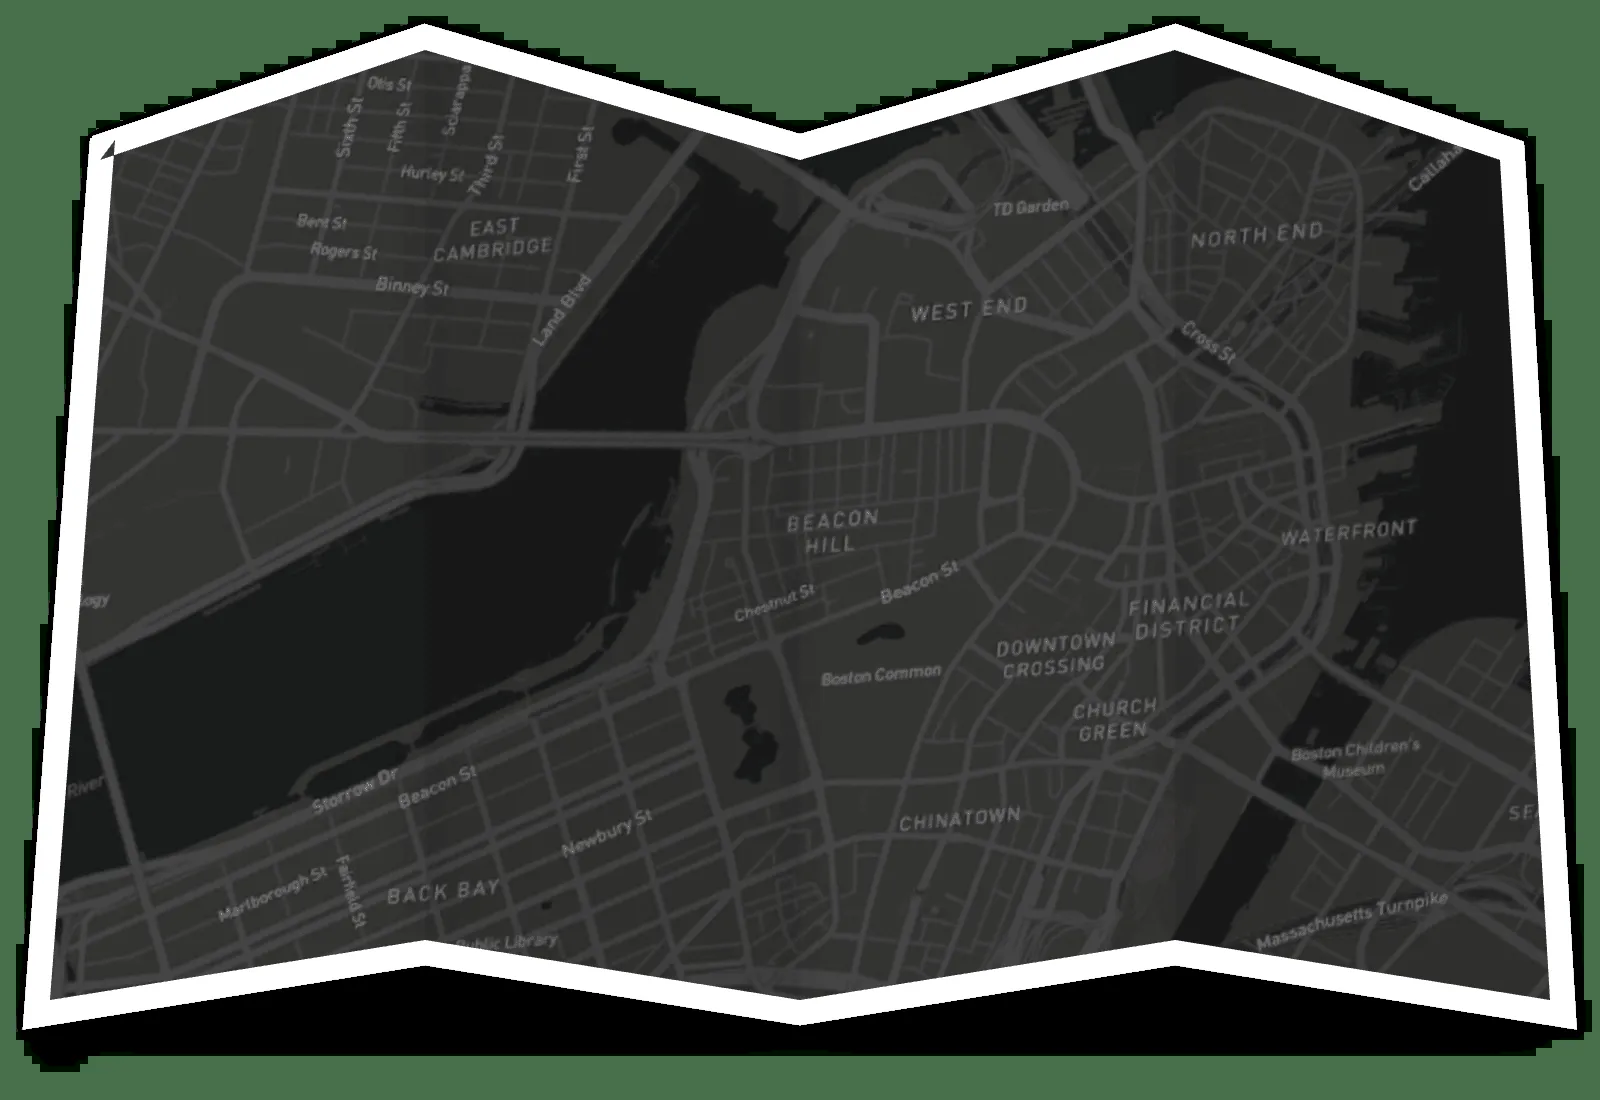 Otis St
Sixth St
Fifth St
Sciarappa
Third St
First St
Hurley St
Bent St
Rogers St
EAST
CAMBRIDGE
Binney St
Land Blvd
TD Garden
NORTH END
WEST END
Cross St
BEACON
HILL
WATERFRONT
Chestnut St
Beacon St
FINANCIAL
DISTRICT
DOWNTOWN
CROSSING
Boston Common
CHURCH
GREEN
Boston Children's
Museum
River
Storrow Dr
Beacon St
Newbury St
CHINATOWN
Marlborough St
Fairfield St
BACK BAY
Public Library
Massachusetts Turnpike